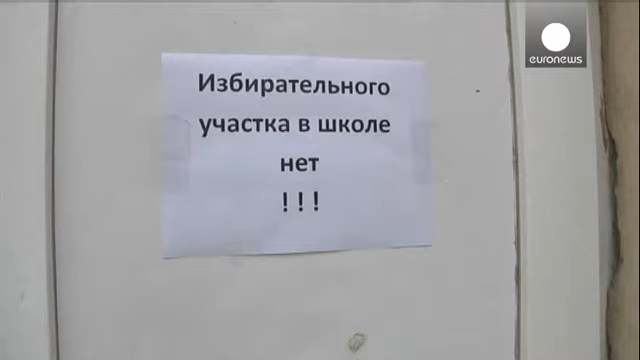 euronews
Избирательного
участка в школе
нет
! ! !